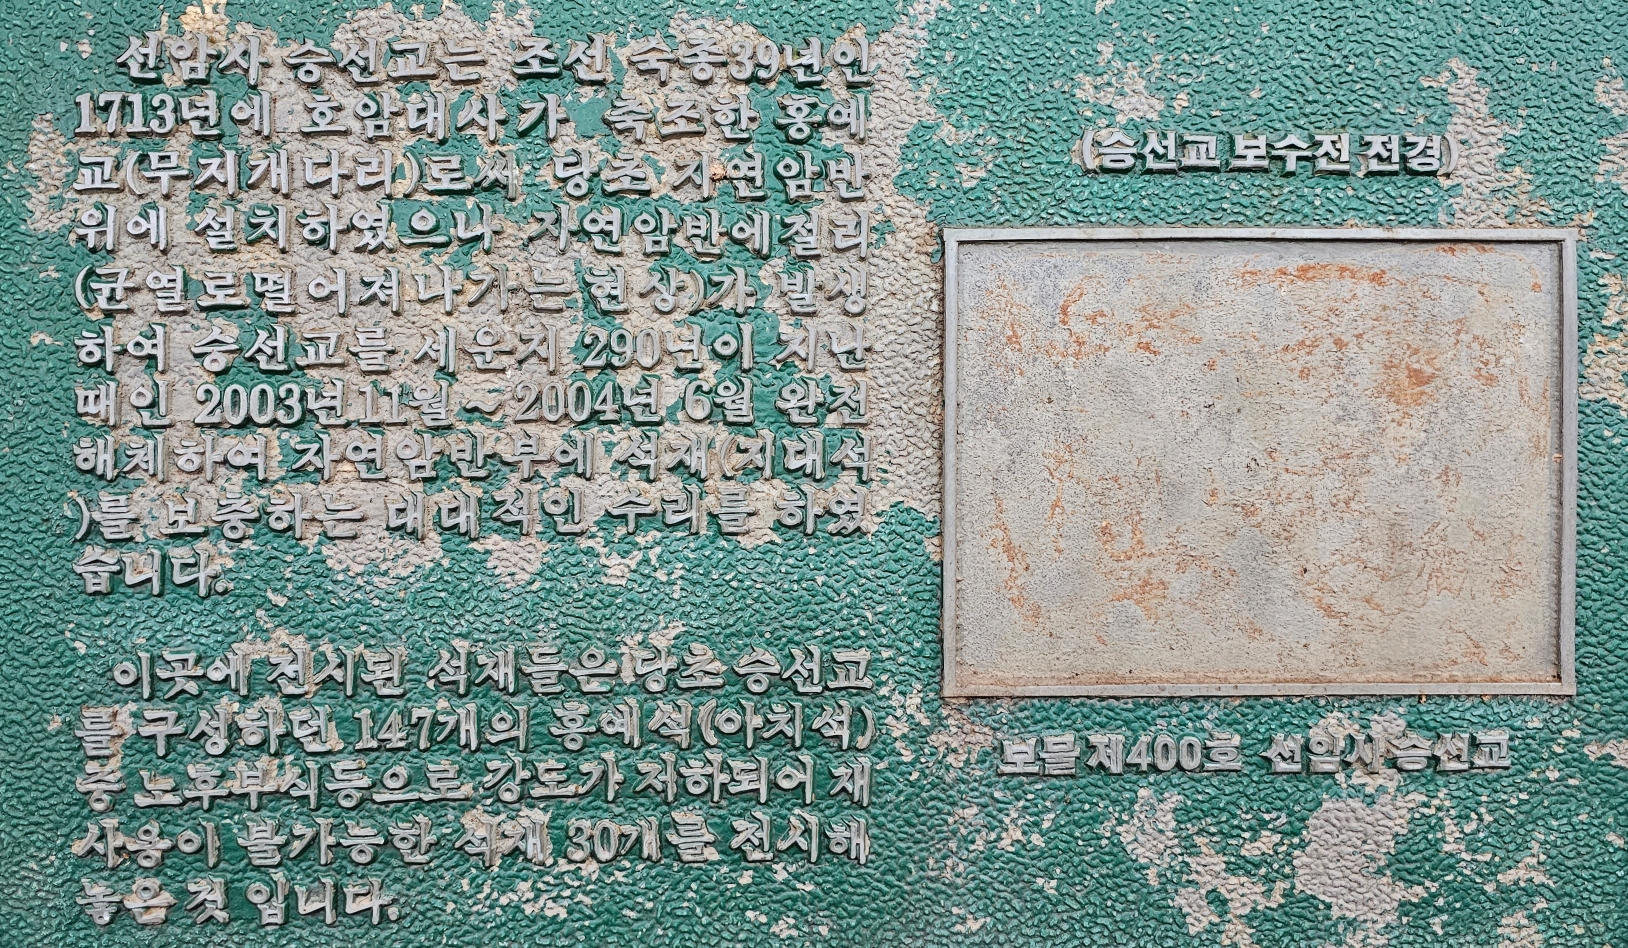 선암사 승선교는 조선 숙종39년인
1713년에 호암대사가 축조한 홍예
교(무지개다리)로써 당초 자연암반
위에 설치하였으나 자연암반에절리
(균열로떨어져나가는현상)가 발생
하여 승선교를 세운지 290년이 지난
때인 2003년 11월~2004년 6월 완전
해체하여 자연암반부에 석재(지대석
)를 보충하는 대대적인 수리를 하였
습니다.
이곳에 전시된 석재들은당초 승선교
를 구성하던 147개의 홍예석(아치석)
중 노후부식등으로 강도가 저하되어 재
사용이 불가능한 석재 30개를 전시해
놓은 것 입니다.
(승선교 보수전 전경)
보물 제400호 선암사 승선교